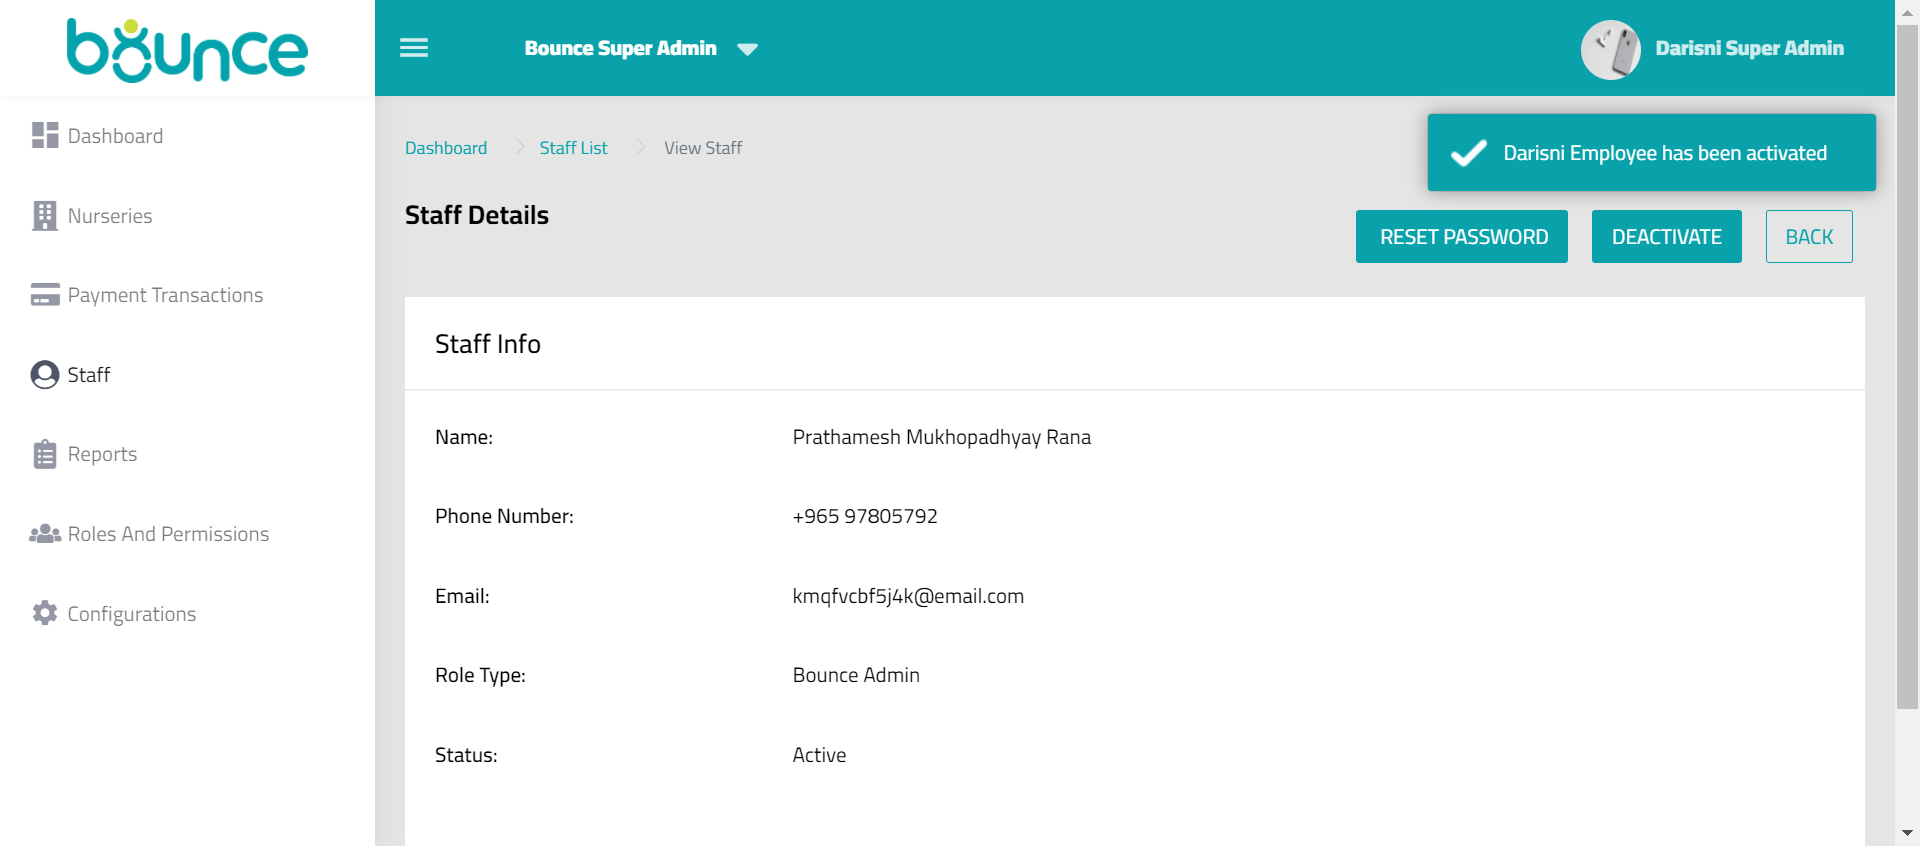 bounce
Bounce Super Admin
Darisni Super Admin
Dashboard
Nurseries
Payment Transactions
Staff
Reports
Roles And Permissions
Configurations
Dashboard Staff List View Staff
Darisni Employee has been activated
Staff Details
RESET PASSWORD DEACTIVATE BACK
Staff Info
Name: Prathamesh Mukhopadhyay Rana
Phone Number: +965 97805792
Email: kmqfvcbf5j4k@email.com
Role Type: Bounce Admin
Status: Active